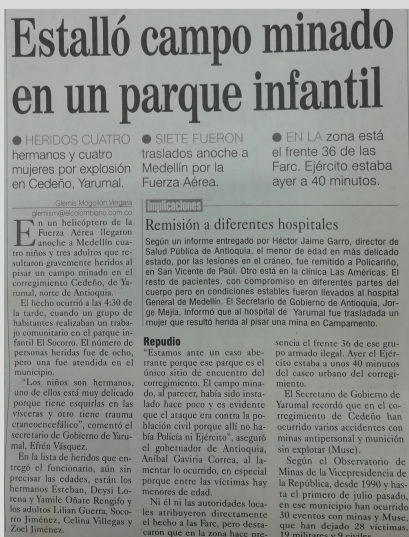 Estalló campo minado
en un parque infantil
● HERIDOS CUATRO
hermanos y cuatro
mujeres por explosión
en Cedeño, Yarumal.
● SIETE FUERON
traslados anoche a
Medellín por la
Fuerza Aérea.
● EN LA zona está
el frente 36 de las
Farc. Ejército estaba
ayer a 40 minutos.
Glemis Mogollón Vergara
glemism@elcolombiano.com.co
En un helicóptero de la
Fuerza Aérea llegaron
anoche a Medellín cua-
tro niños y tres adultos que re-
sultaron gravemente heridos al
pisar un campo minado en el
corregimiento Cedeño, de Ya-
rumal, norte de Antioquia.
El hecho ocurrió a las 4:30 de
la tarde, cuando un grupo de
habitantes realizaban un traba-
jo comunitario en el parque in-
fantil El Socorro. El número de
personas heridas fue de ocho,
pero una fue atendida en el
municipio.
"Los niños son hermanos,
uno de ellos está muy delicado
porque tiene esquirlas en las
vísceras y otro tiene trauma
craneoencefálico", comentó el
secretario de Gobierno de Yaru-
mal, Efrén Vásquez.
En la lista de heridos que en-
tregó el funcionario, aún sin
precisar las edades, están los
hermanos Esteban, Deysi Lo-
rena y Yamile Oñate Rengifo y
los adultos Lilian Guerra, Soco-
rro Jiménez, Celina Villegas y
Zoel Jiménez.
Implicaciones
Remisión a diferentes hospitales
Según un informe entregado por Héctor Jaime Garro, director de
Salud Pública de Antioquia, el menor de edad en más delicado
estado, por las lesiones en el cráneo, fue remitido a Policaríño,
en San Vicente de Paúl. Otro está en la clínica Las Américas. El
resto de pacientes, con compromiso en diferentes partes del
cuerpo pero en condiciones estables fueron llevados al hospital
General de Medellín. El Secretario de Gobierno de Antioquia, Jor-
ge Mejía, informó que al hospital de Yarumal fue trasladada un
mujer que resultó herida al pisar una mina en Campamento.
Repudio
"Estamos ante un caso abe-
rrante porque ese parque es el
único sitio de encuentro del
corregimiento. El campo mina-
do, al parecer, había sido insta-
lado hace poco y es evidente
que el ataque era contra la po-
blación civil porque allí no ha-
bía Policía ni Ejército", aseguró
el gobernador de Antioquia,
Aníbal Gaviria Correa, al la-
mentar lo ocurrido, en especial
porque entre las víctimas hay
menores de edad.
Ni él ni las autoridades loca-
les atribuyeron directamente
el hecho a las Farc, pero desta-
caron que en la zona hace pre-
sencia el frente 36 de ese gru-
po armado ilegal. Ayer el Ejér-
cito estaba a unos 40 minutos
del casco urbano del corregi-
miento.
El Secretario de Gobierno de
Yarumal recordó que en el co-
rregimiento de Cedeño han
ocurrido varios accidentes con
minas antipersonal y munición
sin explotar (Muse).
Según el Observatorio de
Minas de la Vicepresidencia de
la República, desde 1990 y has-
ta el primero de julio pasado,
en ese municipio han ocurrido
30 eventos con minas y Muse,
que han dejado 28 víctimas,
19 militares y 9 civiles.